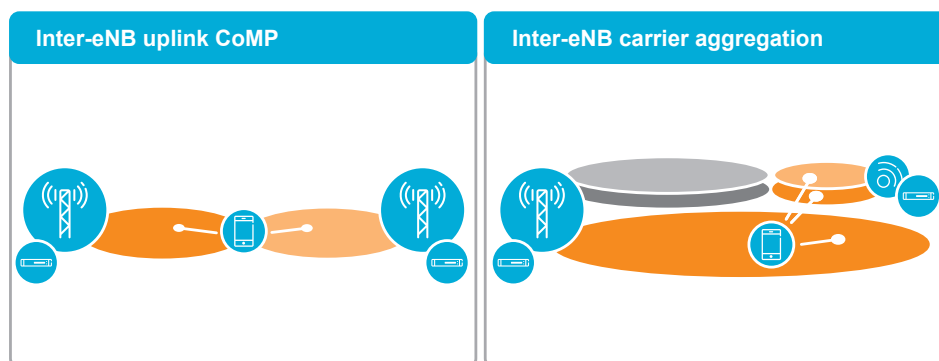 Inter-eNB uplink CoMP
Inter-eNB carrier aggregation